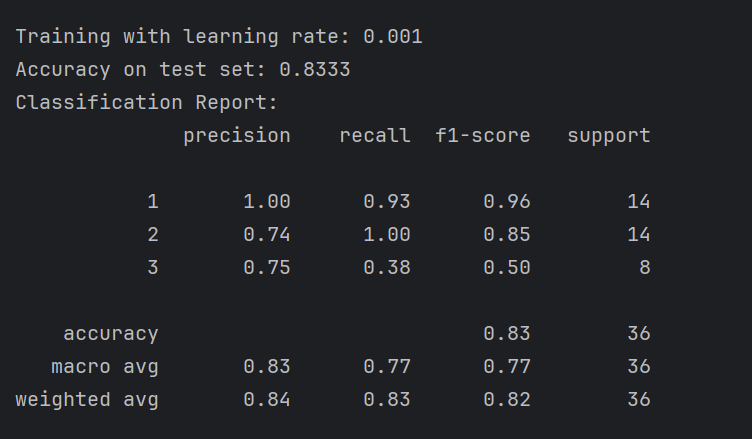 Training with learning rate: 0.001
Accuracy on test set: 0.8333
Classification Report:
              precision    recall  f1-score   support

           1       1.00      0.93      0.96        14
           2       0.74      1.00      0.85        14
           3       0.75      0.38      0.50         8

    accuracy                           0.83        36
   macro avg       0.83      0.77      0.77        36
weighted avg       0.84      0.83      0.82        36